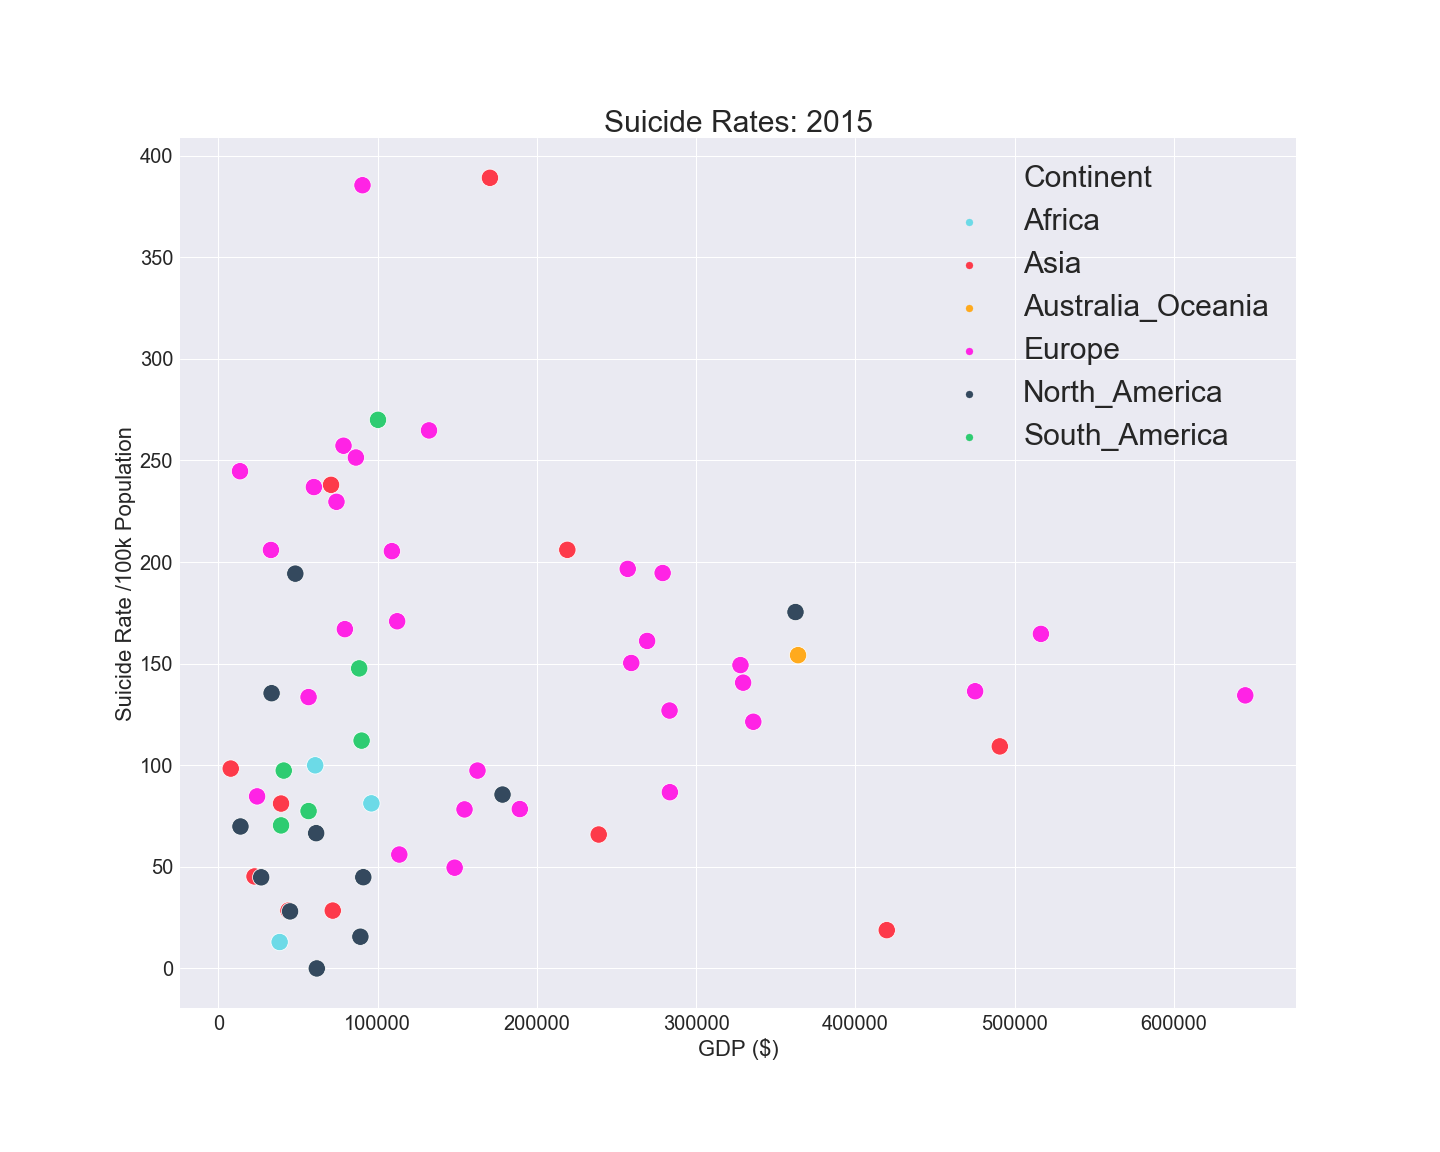 Suicide Rates: 2015
400
350
300
250
200
150
100
50
0
Suicide Rate /100k Population
Continent
Africa
Asia
Australia_Oceania
Europe
North_America
South_America
0 100000 200000 300000 400000 500000 600000
GDP ($)